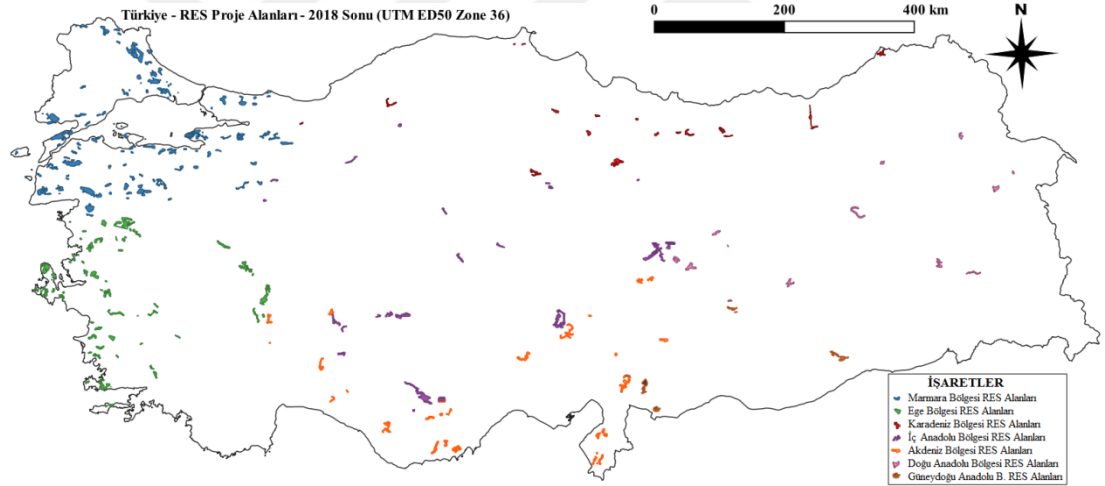 Türkiye - RES Proje Alanları - 2018 Sonu (UTM ED50 Zone 36)
0 200 400 km
N
İŞARETLER
Marmara Bölgesi RES Alanları
Ege Bölgesi RES Alanları
Karadeniz Bölgesi RES Alanları
İç Anadolu Bölgesi RES Alanları
Akdeniz Bölgesi RES Alanları
Doğu Anadolu Bölgesi RES Alanları
Güneydoğu Anadolu B. RES Alanları